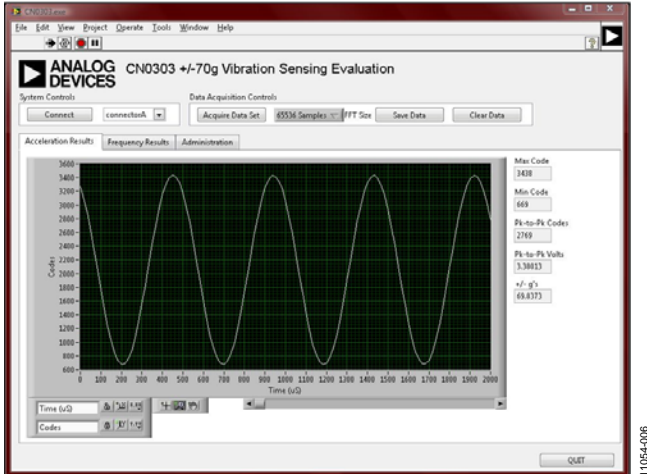 CN0303.exe
File Edit View Project Operate Tools Window Help
ANALOG DEVICES
CN0303 +/-70g Vibration Sensing Evaluation
System Controls
Connect connectorA
Data Acquisition Controls
Acquire Data Set 65536 Samples FFT Size Save Data Clear Data
Acceleration Results Frequency Results Administration
3600
3400
3200
3000
2800
2600
2400
2200
2000
1800
1600
1400
1200
1000
800
600
Codes
0 100 200 300 400 500 600 700 800 900 1000 1100 1200 1300 1400 1500 1600 1700 1800 1900 2000
Time (uS)
Max Code
3438
Min Code
669
Pk-to-Pk Codes
2769
Pk-to-Pk Volts
3.38013
+/- g's
69.8373
Time (uS)
Codes
QUIT
11054-006